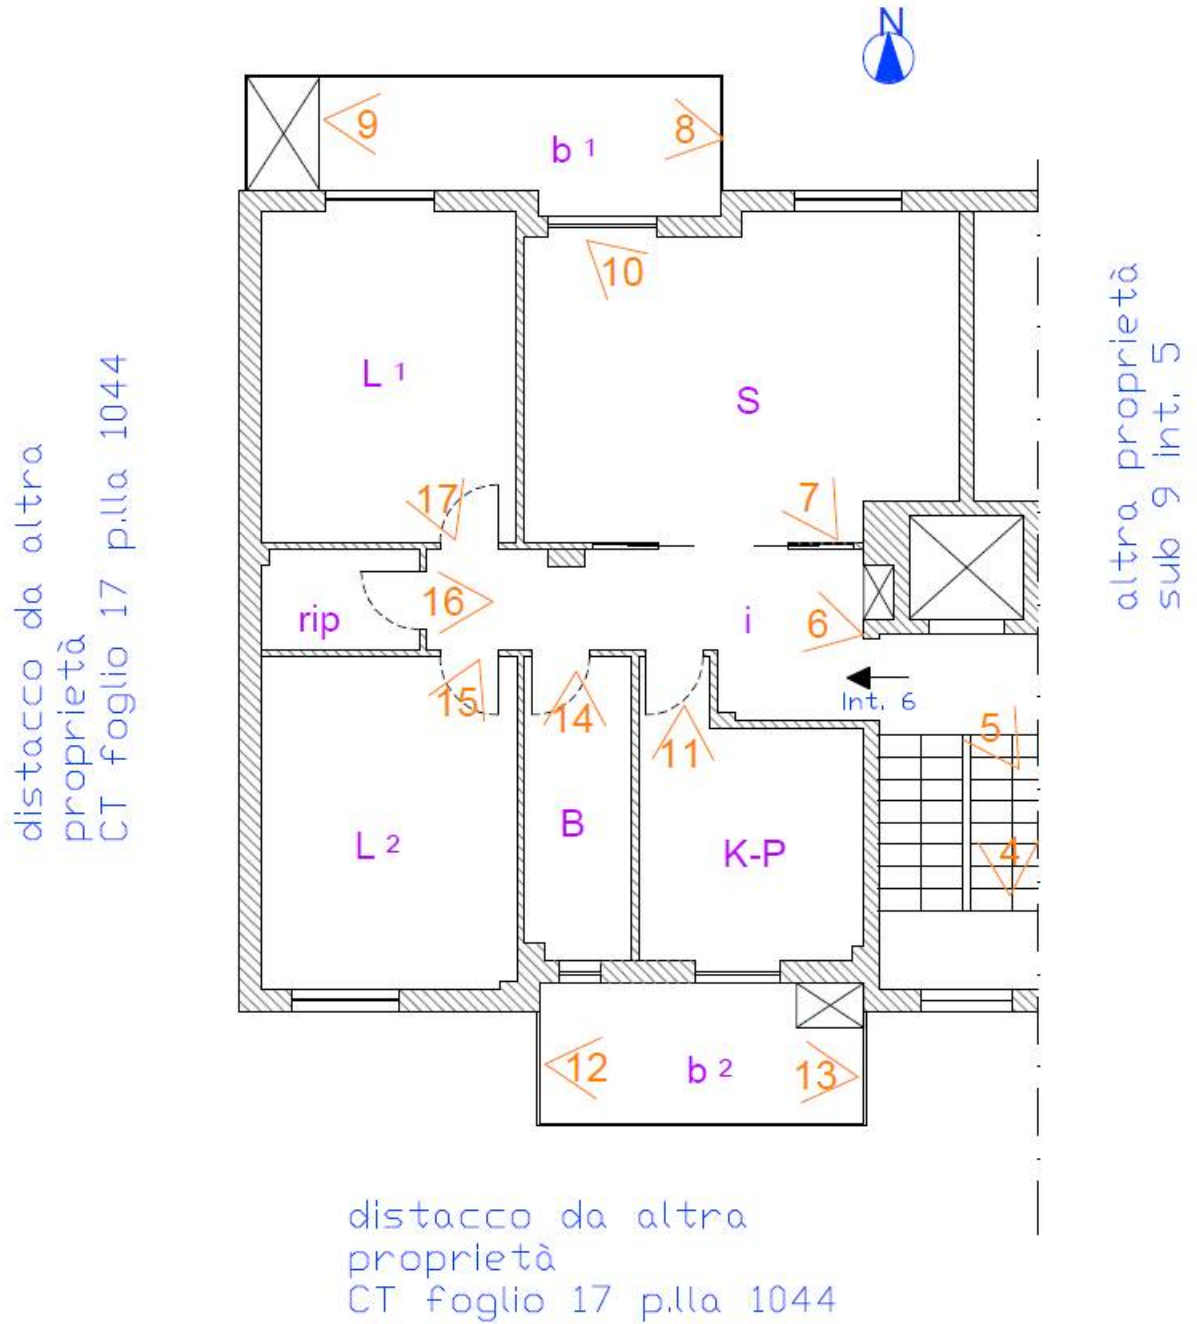 N
9
8
b 1
10
L 1
S
17
7
rip
16
i
6
Int. 6
15
14
11
5
L 2
B
K-P
4
12
b 2
13
distacco da altra
proprietà
CT foglio 17 p.lla 1044
altra proprietà
sub 9 int. 5
distacco da altra
proprietà
CT foglio 17 p.lla 1044